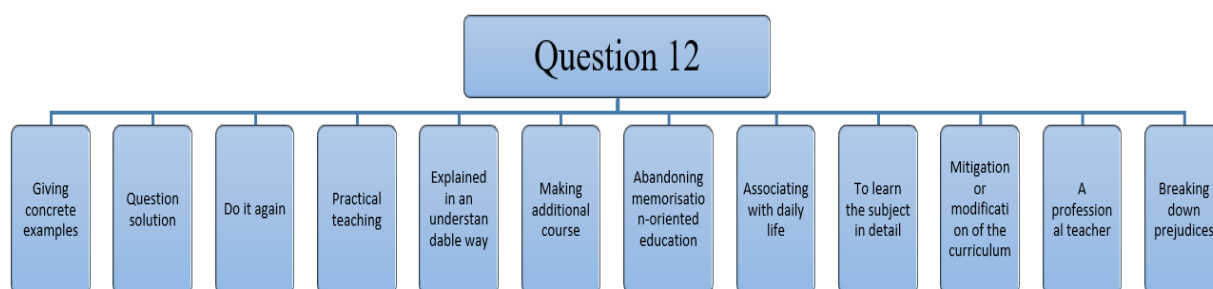 Question 12
Giving
concrete
examples
Question
solution
Do it again
Practical
teaching
Explained
in an
understan
dable way
Making
additional
course
Abandoning
memorisatio
n-oriented
education
Associating
with daily
life
To learn
the subject
in detail
Mitigation
or
modificati
on of the
curriculum
A
profession
al teacher
Breaking
down
prejudices